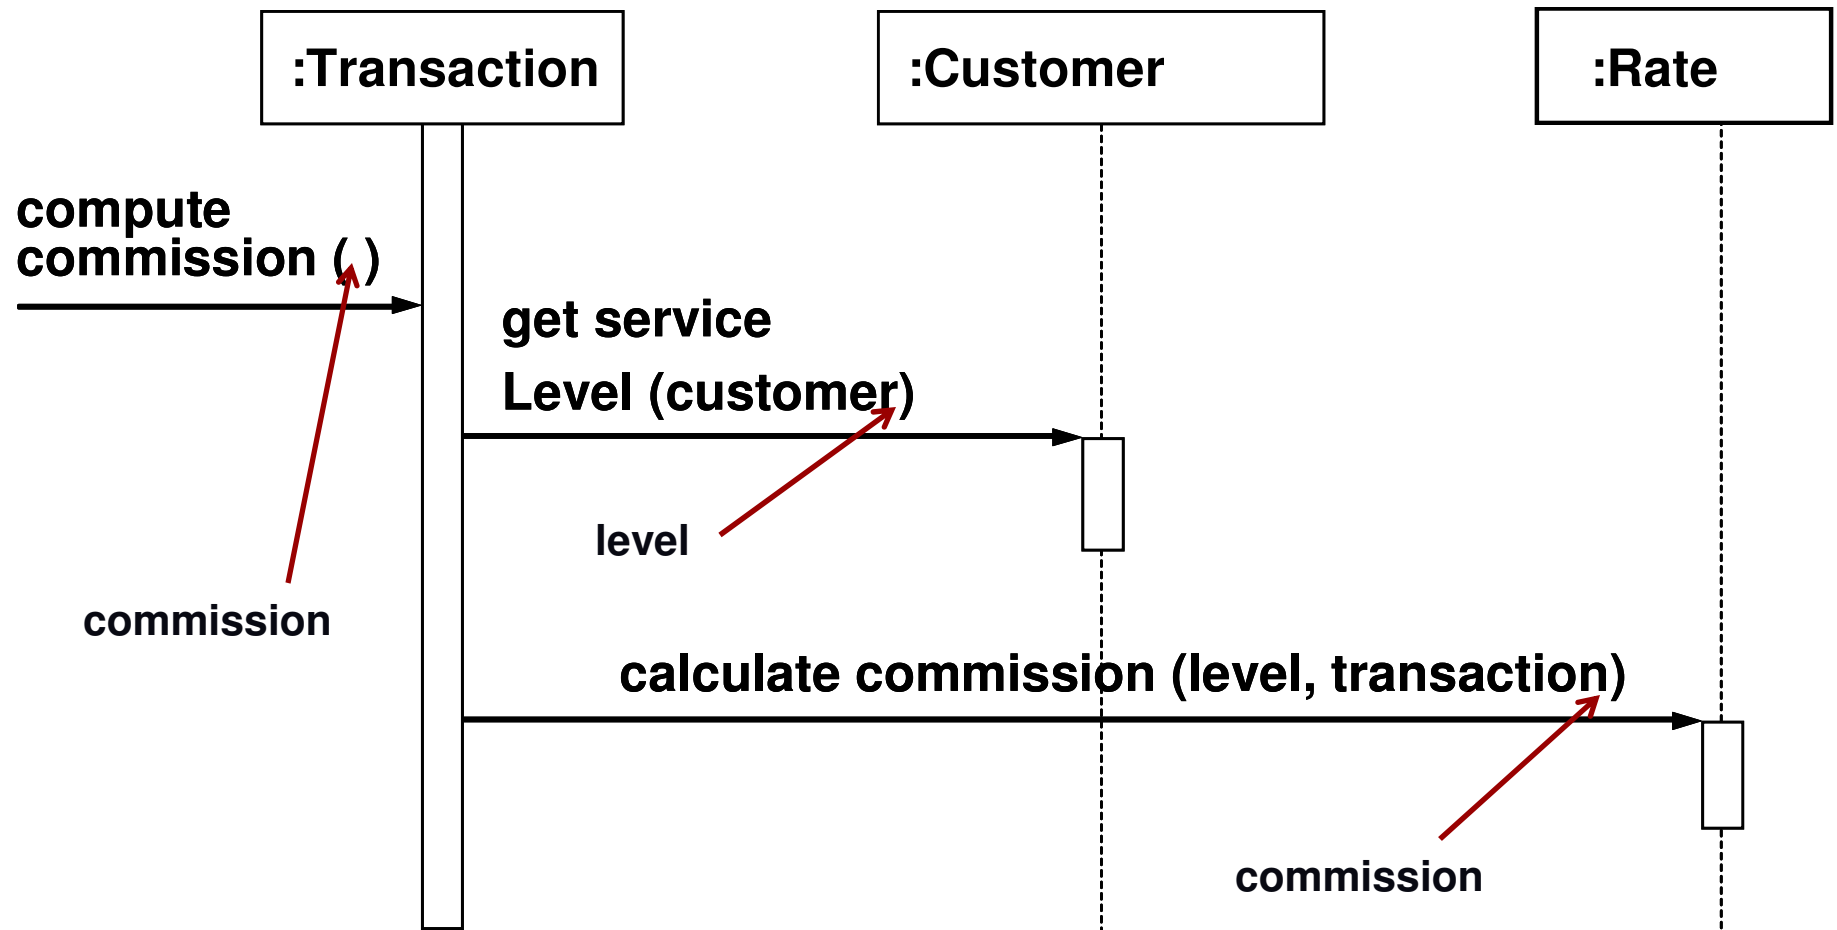 :Transaction
:Customer
:Rate
compute
commission ( )
get service
Level (customer)
level
commission
calculate commission (level, transaction)
commission